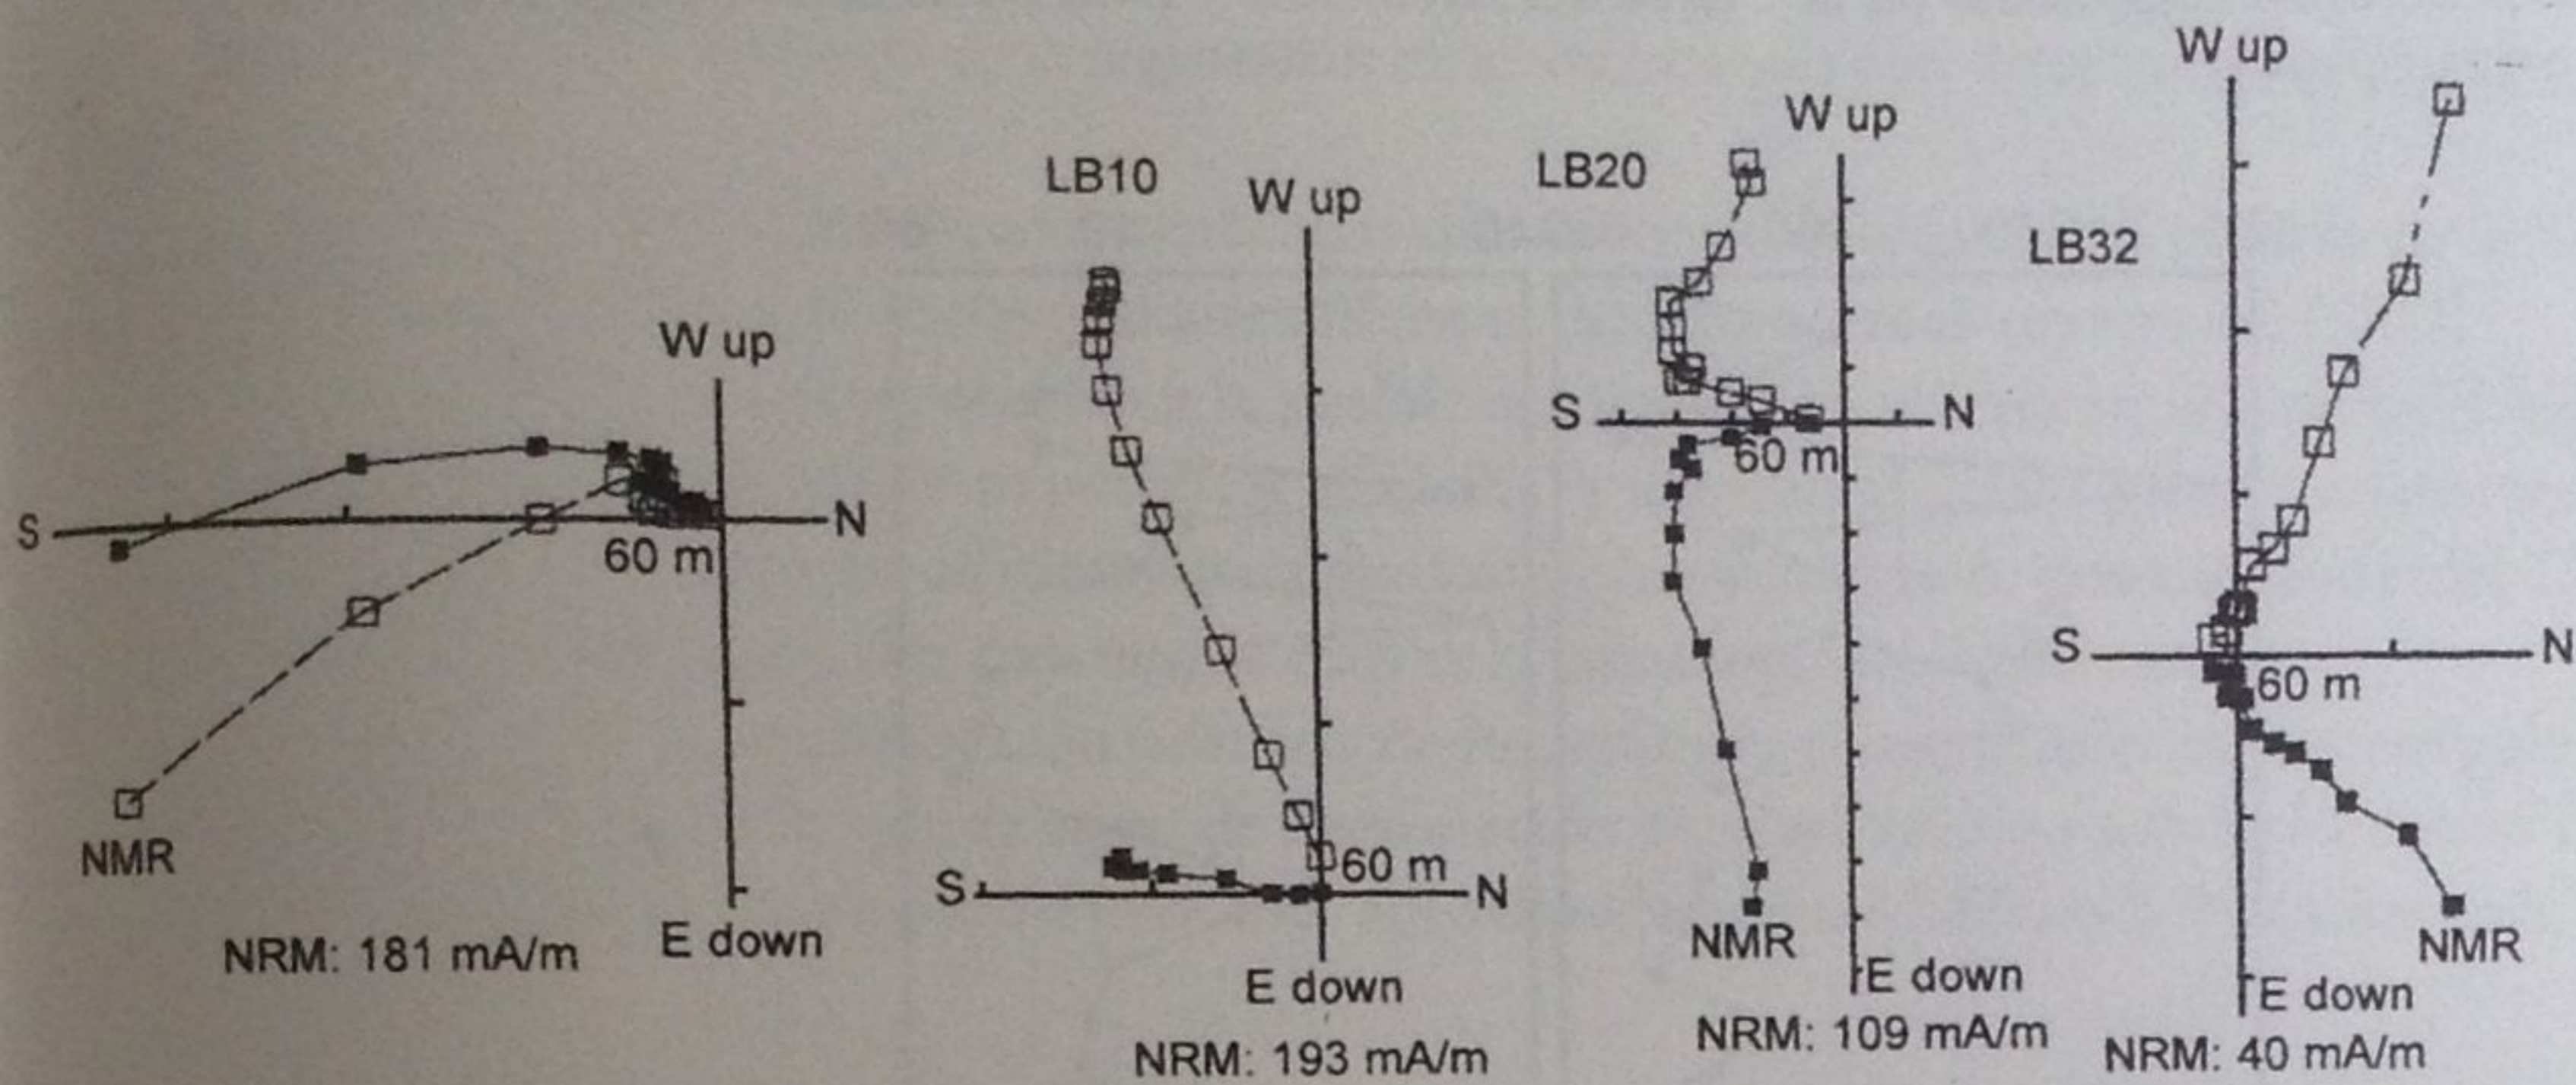 W up
S
N
60 m
NMR
NRM: 181 mA/m
E down
LB10
W up
60 m
S
N
E down
NRM: 193 mA/m
LB20
W up
S
N
60 m
NMR
E down
NRM: 109 mA/m
W up
LB32
S
N
60 m
NMR
E down
NRM: 40 mA/m